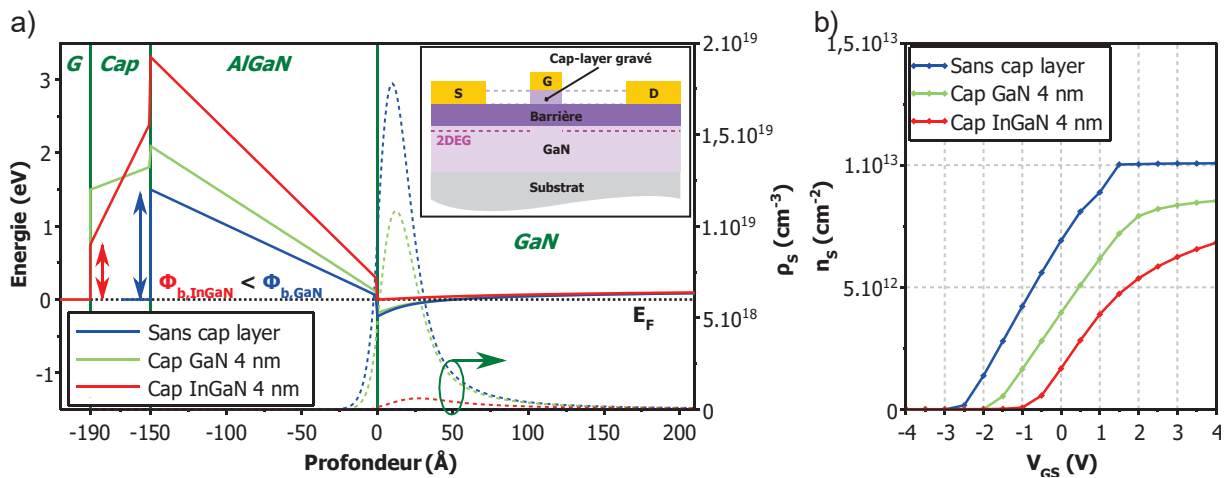 a)
G
Cap
AlGaN
GaN
3
2
1
0
-1
Energie (eV)
Φb,InGaN < Φb,GaN
EF
Sans cap layer
Cap GaN 4 nm
Cap InGaN 4 nm
-190
-150
-100
-50
0
50
100
150
200
Profondeur (Å)
2.10^19
1,5.10^19
1.10^19
5.10^18
0
ρS (cm-3)
Cap-layer gravé
S
G
D
Barrière
2DEG
GaN
Substrat
b)
nS (cm-2)
1,5.10^13
1.10^13
5.10^12
0
Sans cap layer
Cap GaN 4 nm
Cap InGaN 4 nm
-4 -3 -2 -1 0 1 2 3 4
VGS (V)